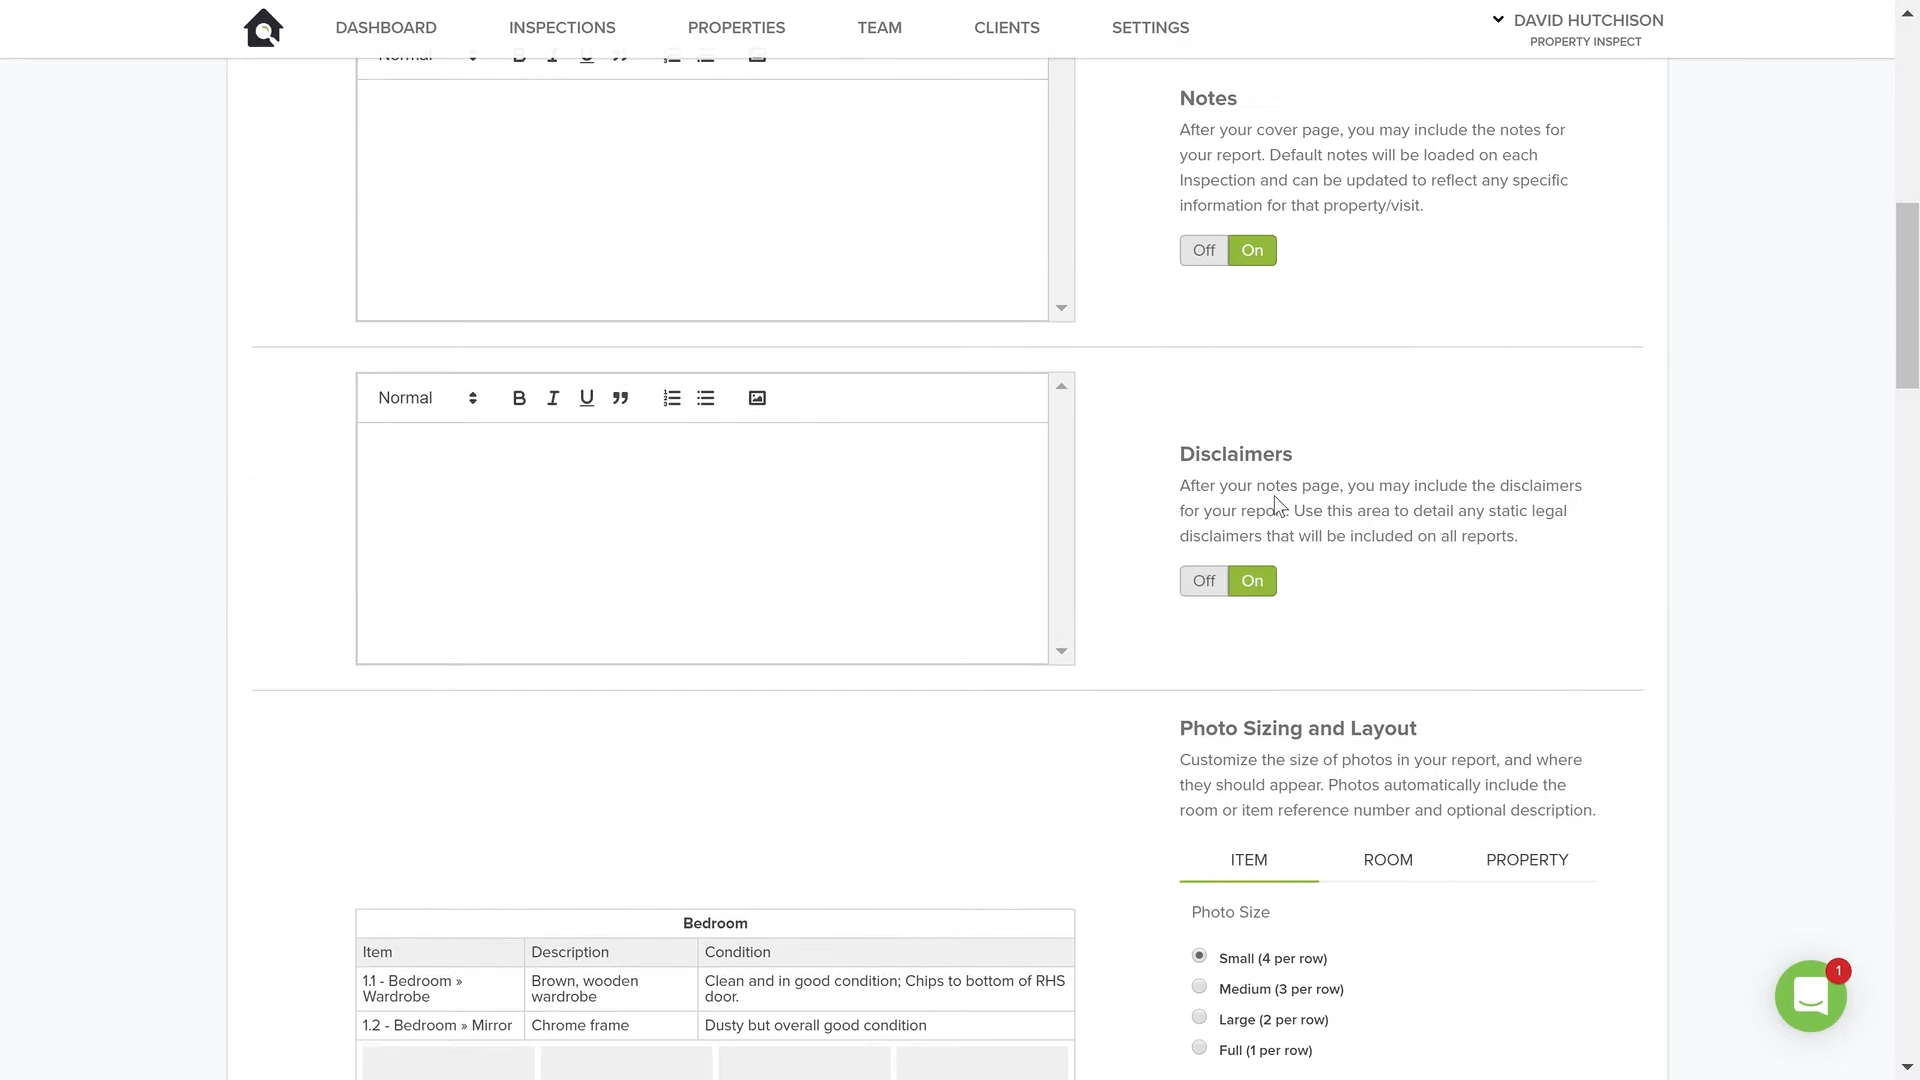 DASHBOARD INSPECTIONS PROPERTIES TEAM CLIENTS SETTINGS DAVID HUTCHISON
PROPERTY INSPECT
Normal
Notes
After your cover page, you may include the notes for
your report. Default notes will be loaded on each
Inspection and can be updated to reflect any specific
information for that property/visit.
Off On
Normal
Disclaimers
After your notes page, you may include the disclaimers
for your report. Use this area to detail any static legal
disclaimers that will be included on all reports.
Off On
Photo Sizing and Layout
Customize the size of photos in your report, and where
they should appear. Photos automatically include the
room or item reference number and optional description.
ITEM ROOM PROPERTY
Photo Size
Small (4 per row)
Medium (3 per row)
Large (2 per row)
Full (1 per row)
Bedroom
Item Description Condition
1.1 - Bedroom » Brown, wooden Clean and in good condition; Chips to bottom of RHS
Wardrobe wardrobe door.
1.2 - Bedroom » Mirror Chrome frame Dusty but overall good condition
1